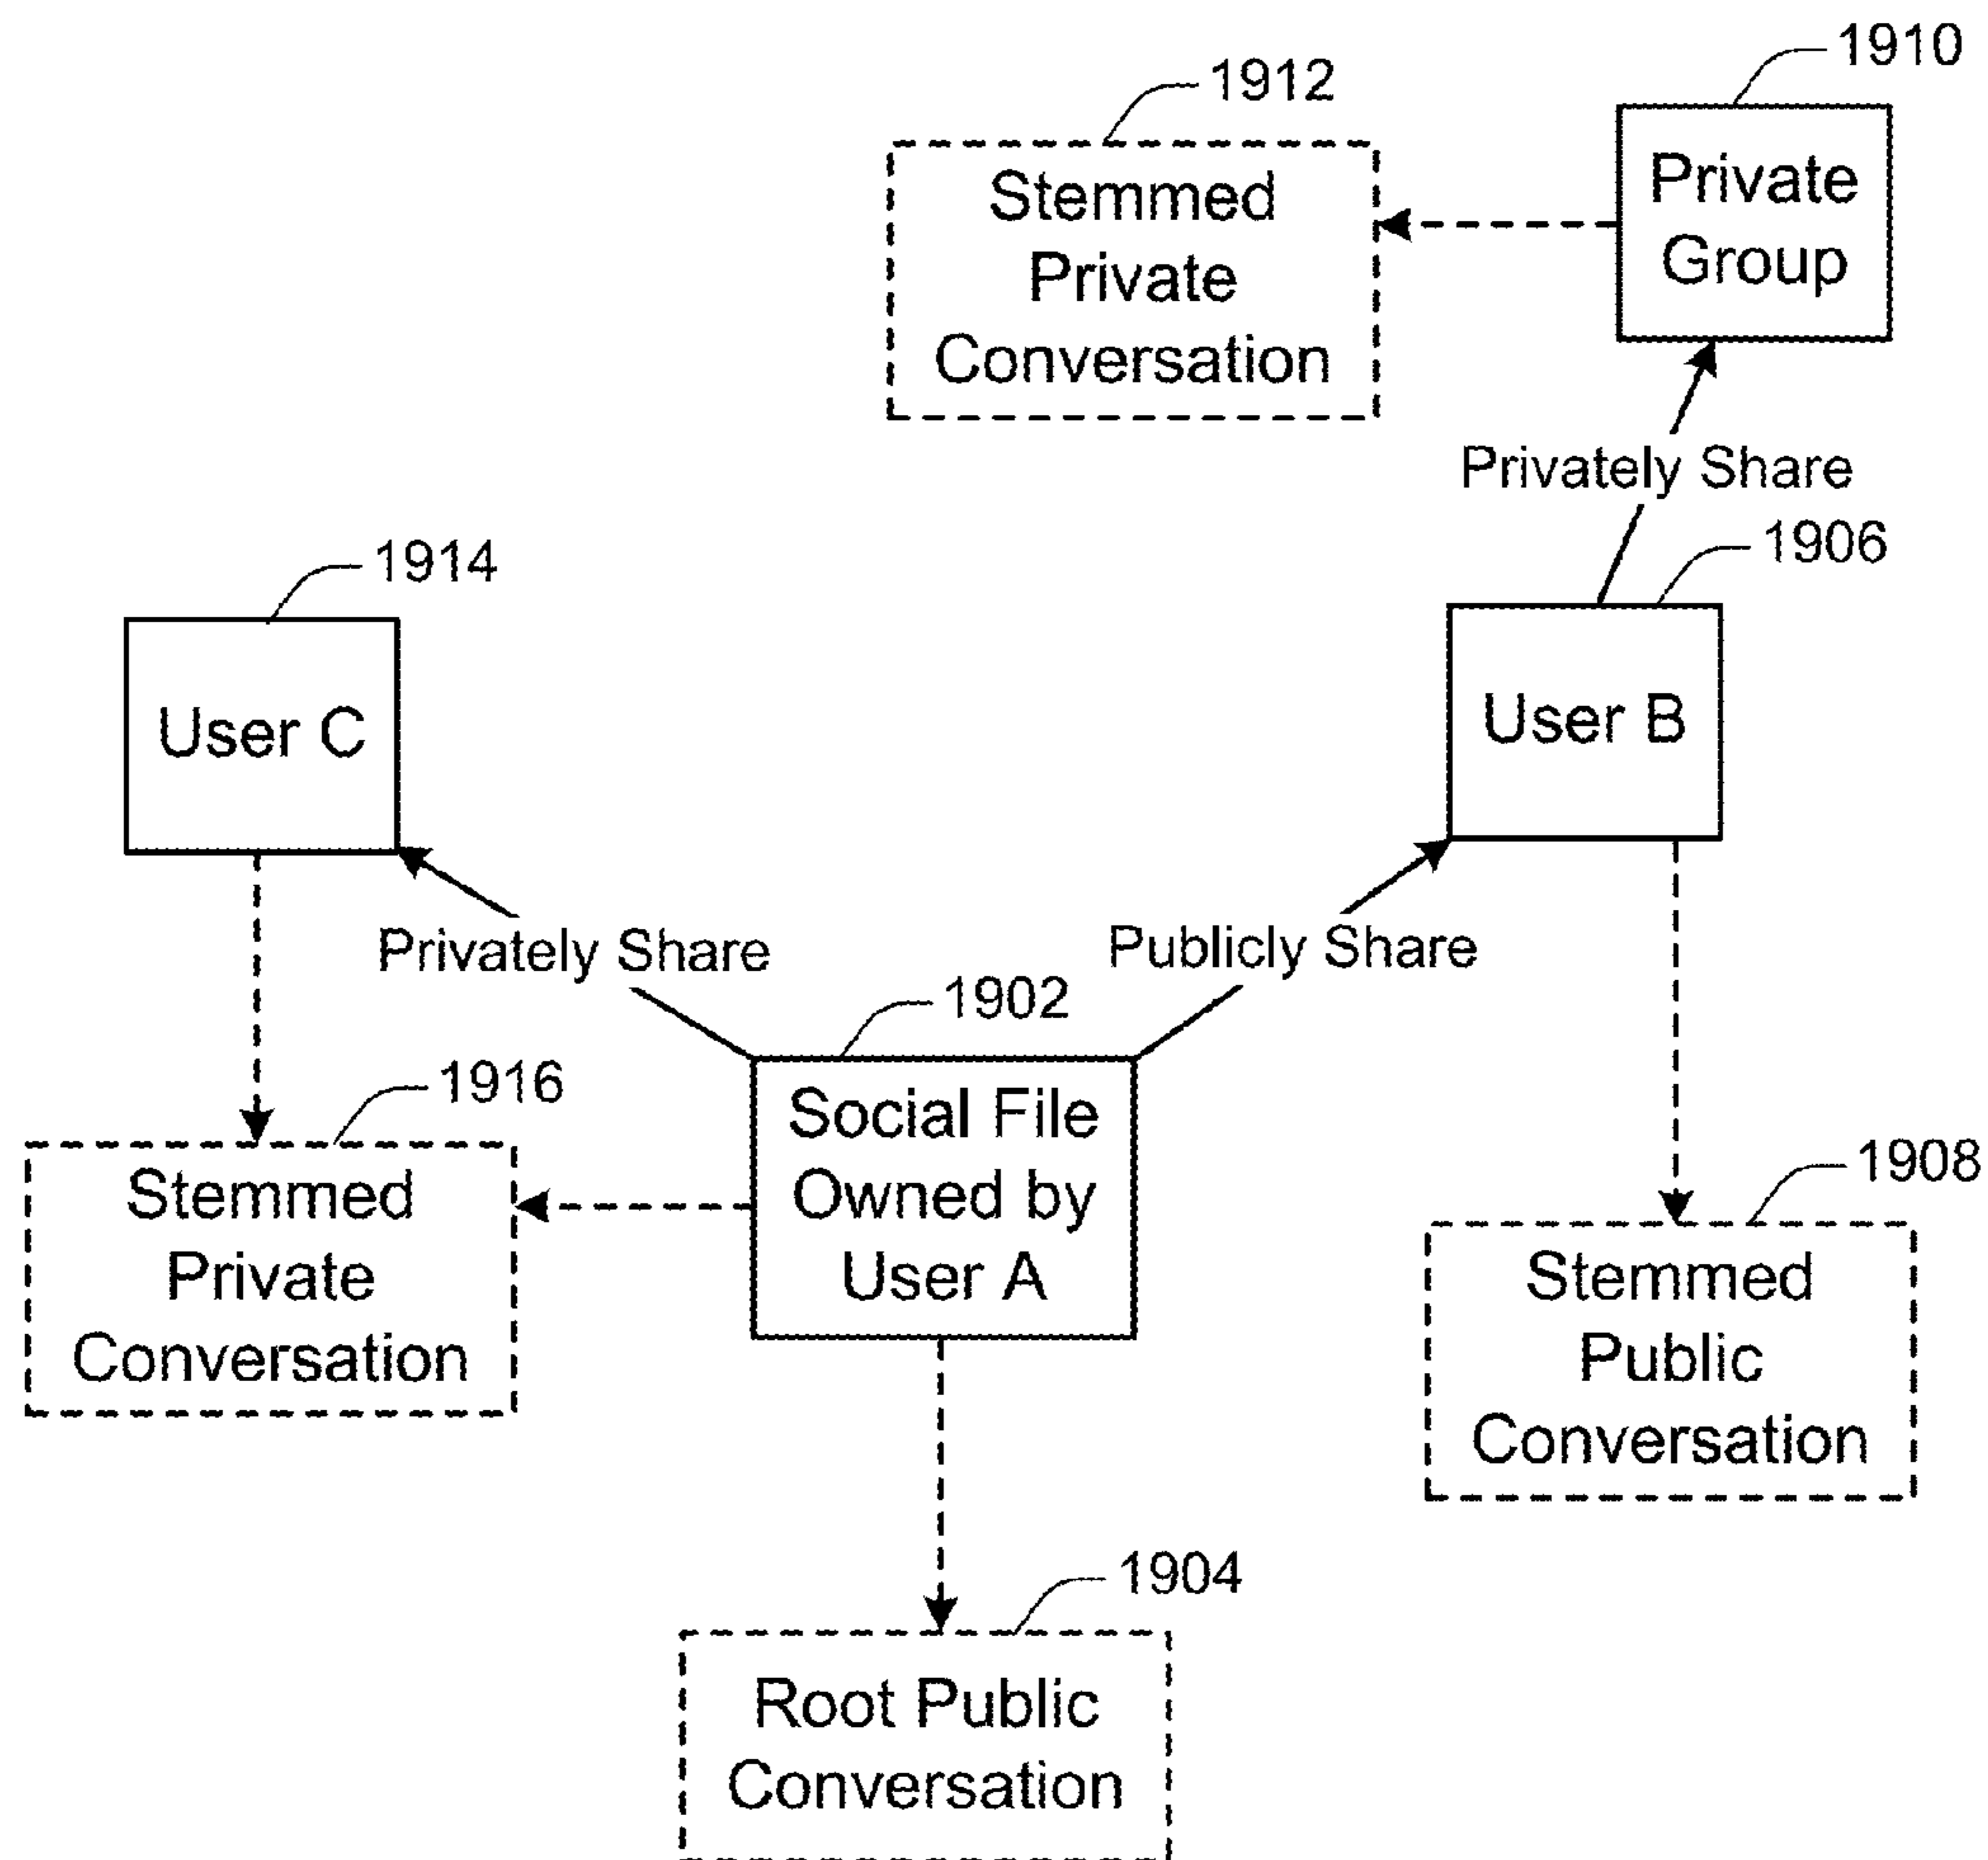 1910
1912
Private
Group
Stemmed
Private
Conversation
Privately Share
1906
1914
User B
User C
Privately Share
Publicly Share
1902
1916
Social File
Owned by
User A
Stemmed
Private
Conversation
1908
Stemmed
Public
Conversation
1904
Root Public
Conversation